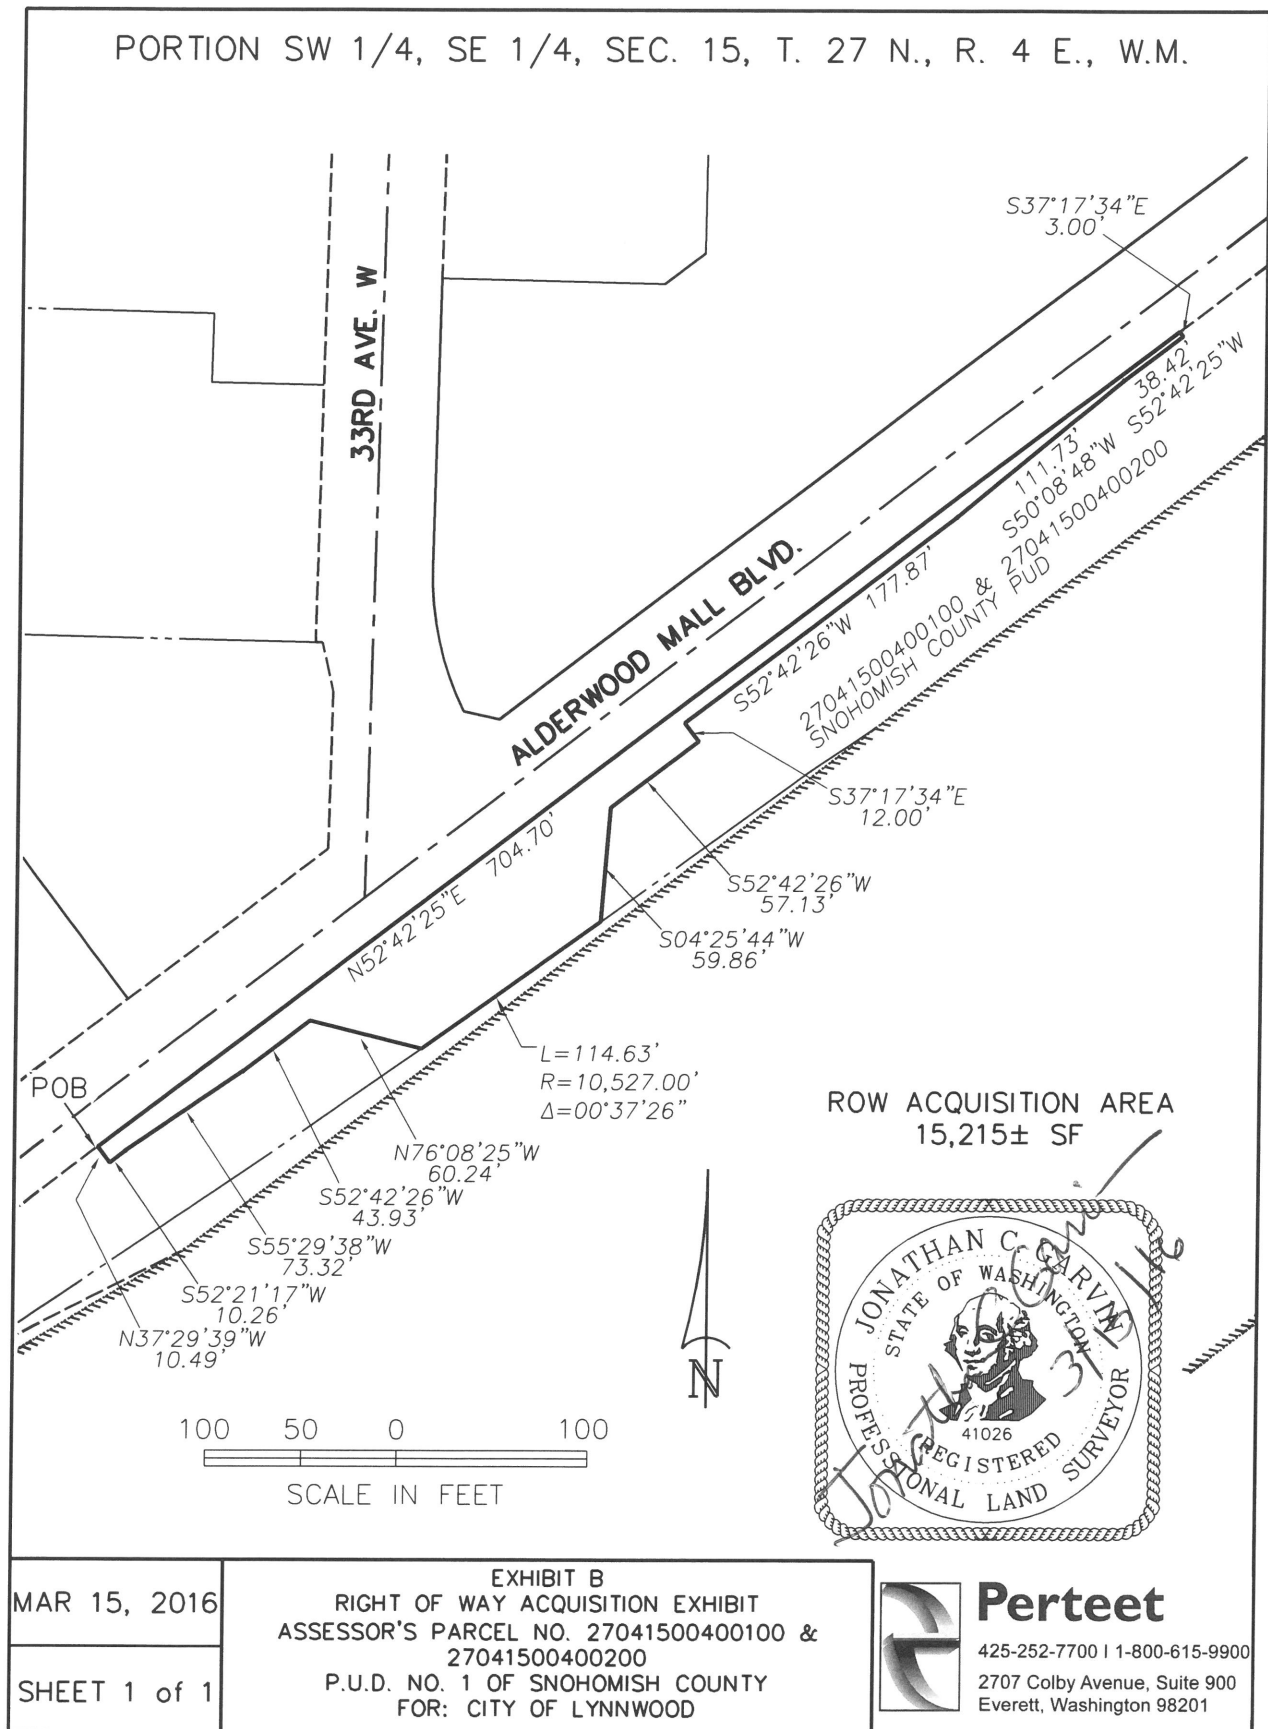 PORTION SW 1/4, SE 1/4, SEC. 15, T. 27 N., R. 4 E., W.M.
S37°17'34"E
3.00'
33RD AVE. W
38.42'
S52°42'25"W
111.73'
S50°08'48"W
ALDERWOOD MALL BLVD.
S52°42'26"W 177.87'
27041500400100 & 27041500400200
SNOHOMISH COUNTY PUD
S37°17'34"E
12.00'
N52°42'25"E 704.70'
S52°42'26"W
57.13'
S04°25'44"W
59.86'
L=114.63'
R=10,527.00'
Δ=00°37'26"
POB
N76°08'25"W
60.24'
S52°42'26"W
43.93'
S55°29'38"W
73.32'
S52°21'17"W
10.26'
N37°29'39"W
10.49'
ROW ACQUISITION AREA
15,215± SF
JONATHAN C. GARVIN
STATE OF WASHINGTON
41026
REGISTERED
PROFESSIONAL LAND SURVEYOR
N
100 50 0 100
SCALE IN FEET
MAR 15, 2016
SHEET 1 of 1
EXHIBIT B
RIGHT OF WAY ACQUISITION EXHIBIT
ASSESSOR'S PARCEL NO. 27041500400100 &
27041500400200
P.U.D. NO. 1 OF SNOHOMISH COUNTY
FOR: CITY OF LYNNWOOD
Perteet
425-252-7700 | 1-800-615-9900
2707 Colby Avenue, Suite 900
Everett, Washington 98201